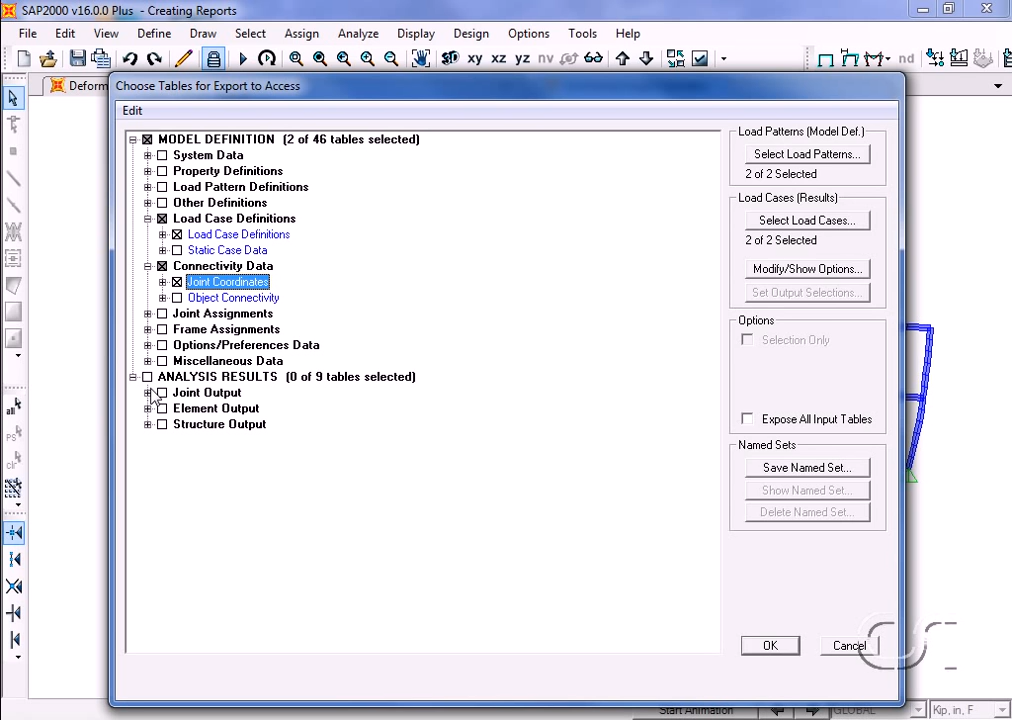 SAP2000 v16.0.0 Plus - Creating Reports
File Edit View Define Draw Select Assign Analyze Display Design Options Tools Help
3D xy xz yz nv nd
Deform
Choose Tables for Export to Access
Edit
MODEL DEFINITION (2 of 46 tables selected)
System Data
Property Definitions
Load Pattern Definitions
Other Definitions
Load Case Definitions
Load Case Definitions
Static Case Data
Connectivity Data
Joint Coordinates
Object Connectivity
Joint Assignments
Frame Assignments
Options/Preferences Data
Miscellaneous Data
ANALYSIS RESULTS (0 of 9 tables selected)
Joint Output
Element Output
Structure Output
Load Patterns (Model Def.)
Select Load Patterns...
2 of 2 Selected
Load Cases (Results)
Select Load Cases...
2 of 2 Selected
Modify/Show Options...
Set Output Selections...
Options
Selection Only
Expose All Input Tables
Named Sets
Save Named Set...
Show Named Set...
Delete Named Set...
OK
Cancel
all
PS
clr
Start Animation
GLOBAL
Kip, in, F